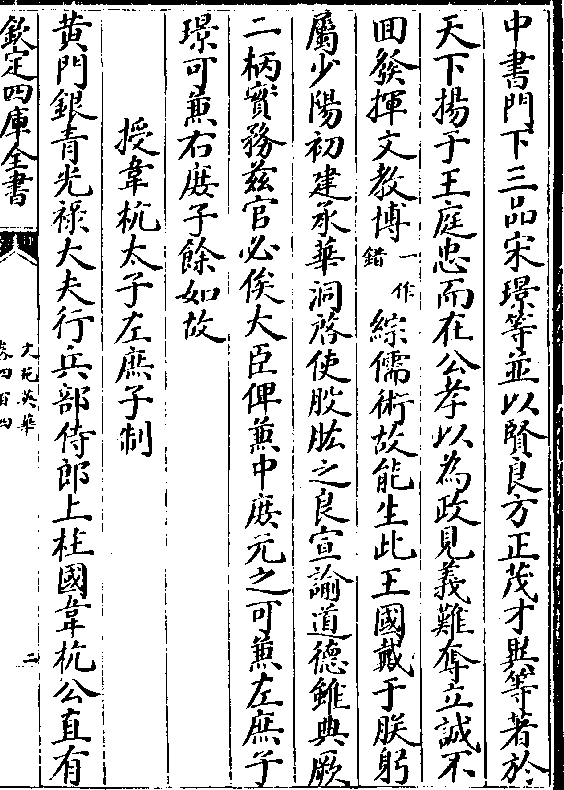 中書門下三品宋璟等並以賢良方正茂才異等著於
天下揚于王庭忠而在公孝以為政見義難奪立誠不
回發揮文教博一作錯綜儒術故能生此王國戴于朕躬
屬少陽初建承華洞啓使股肱之良宣諭道德雖典厥
二柄實務兹官必俟大臣俾兼中庶元之可兼左庶子
璟可兼右庶子餘如故
授韋杭太子左庶子制
黄門銀青光禄大夫行兵部侍郎上柱國韋杭公直有
欽定四庫全書
文苑英華
卷四百四
二